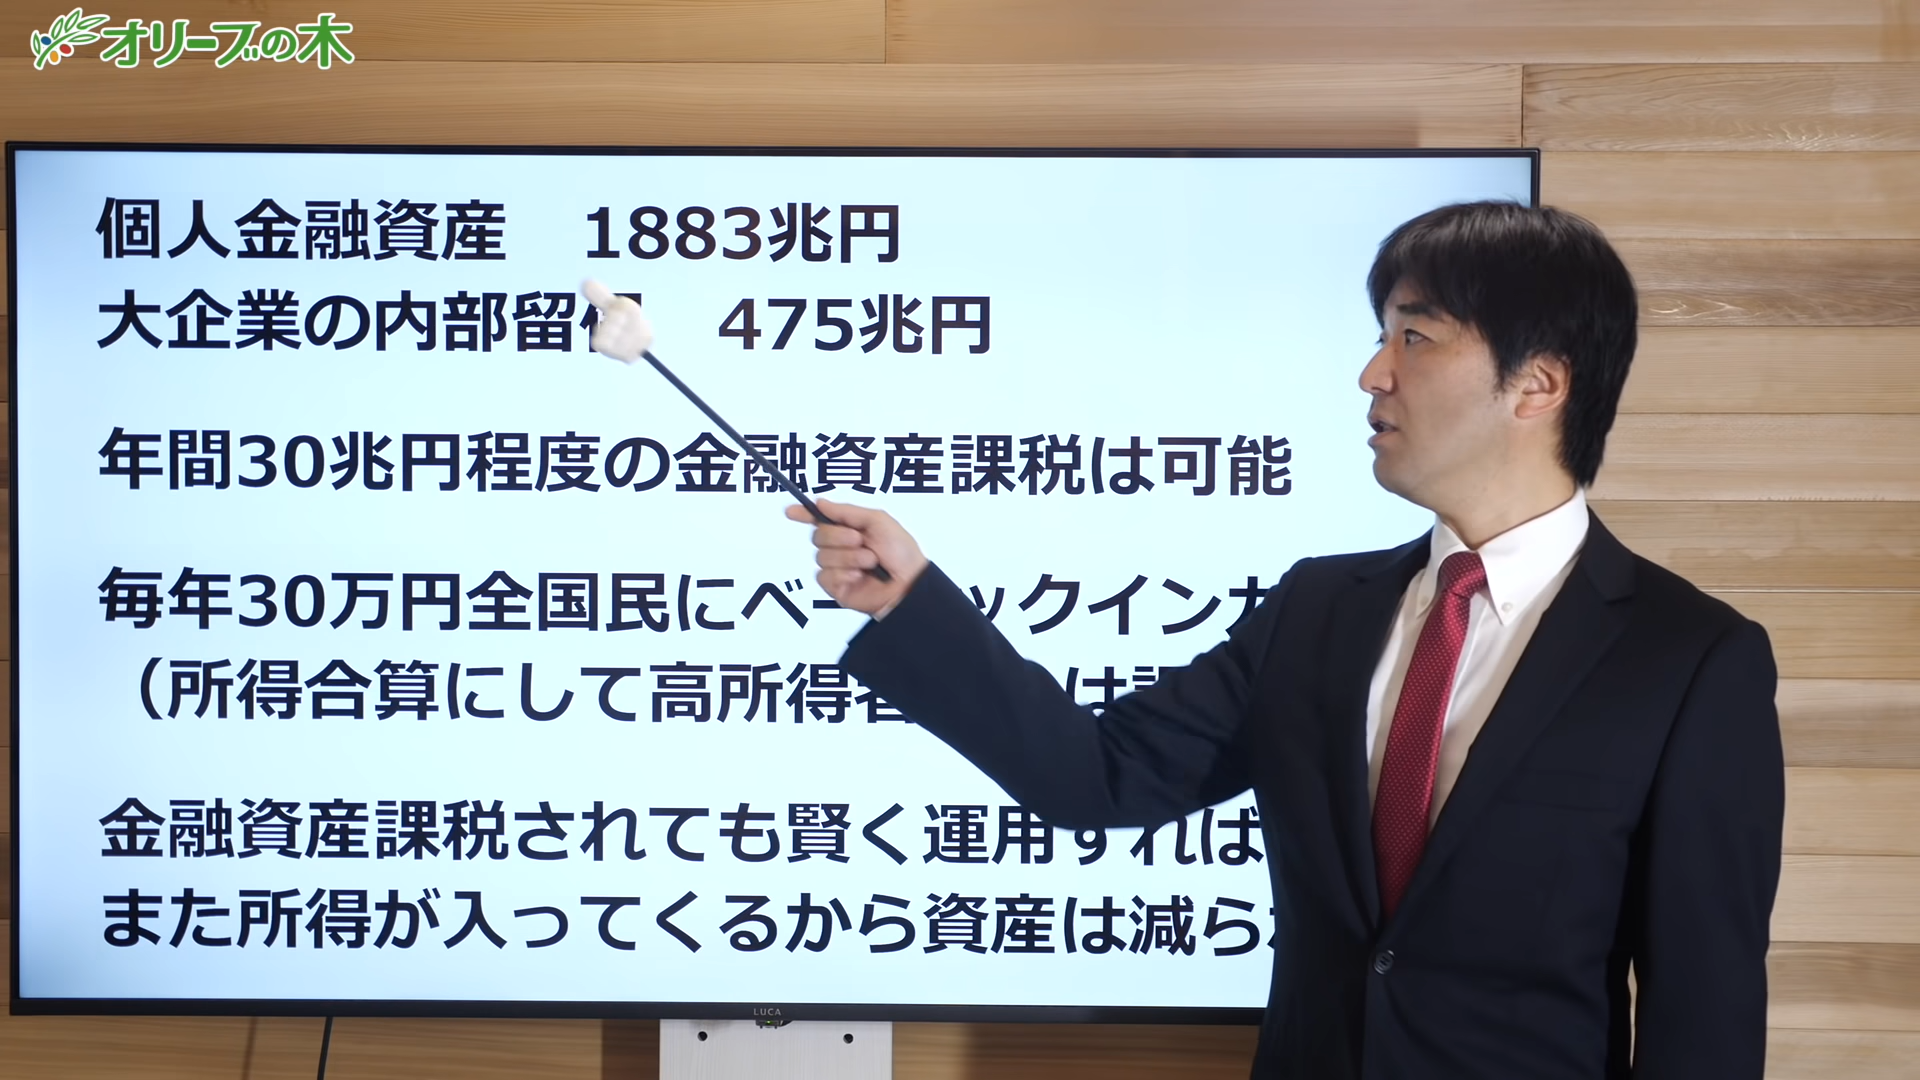 オリーブの木
個人金融資産　1883兆円
大企業の内部留　475兆円
年間30兆円程度の金融資産課税は可能
毎年30万円全国民にベーックインカ
（所得合算にして高所得者は
金融資産課税されても賢く運用すれば
また所得が入ってくるから資産は減ら
LUCA